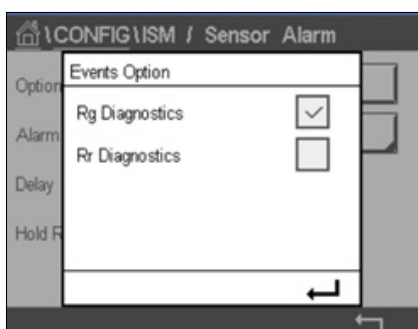 \CONFIG\ISM / Sensor Alarm
Events Option
Option
Rg Diagnostics
Alarm
Rr Diagnostics
Delay
Hold R